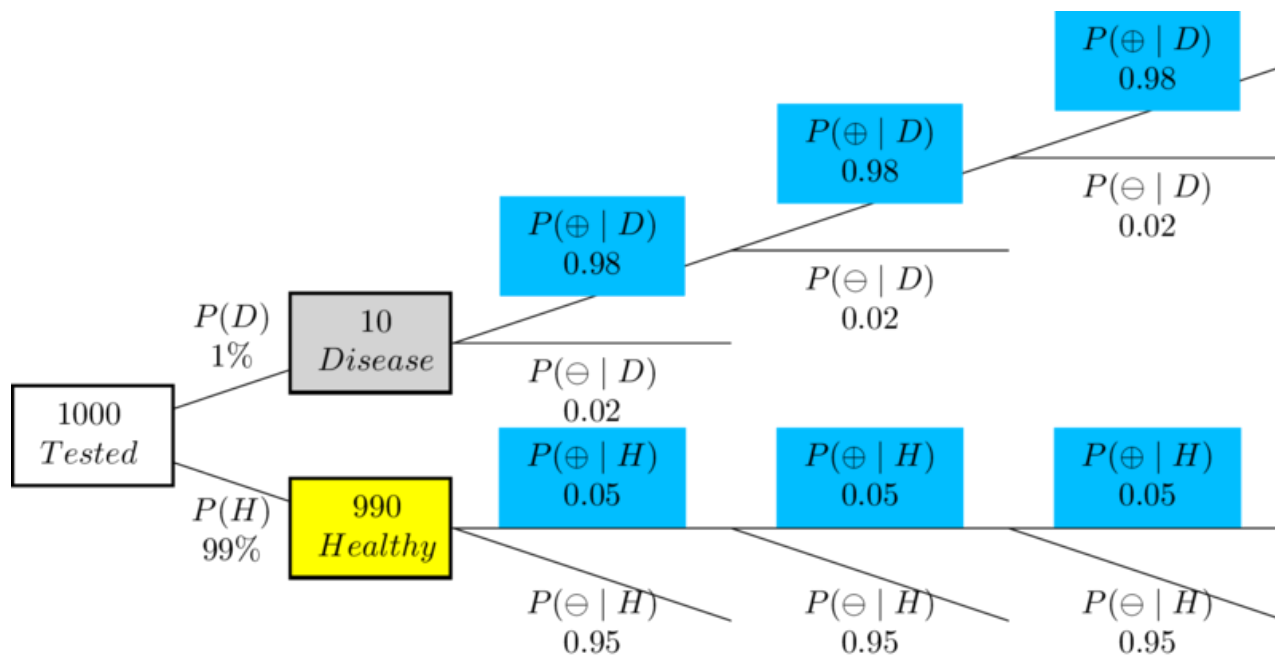 P(⊕ | D)
0.98
P(⊕ | D)
0.98
P(⊖ | D)
0.02
P(⊕ | D)
0.98
P(⊖ | D)
0.02
P(D)
1%
10
Disease
P(⊖ | D)
0.02
1000
Tested
P(H)
99%
990
Healthy
P(⊕ | H)
0.05
P(⊕ | H)
0.05
P(⊕ | H)
0.05
P(⊖ | H)
0.95
P(⊖ | H)
0.95
P(⊖ | H)
0.95